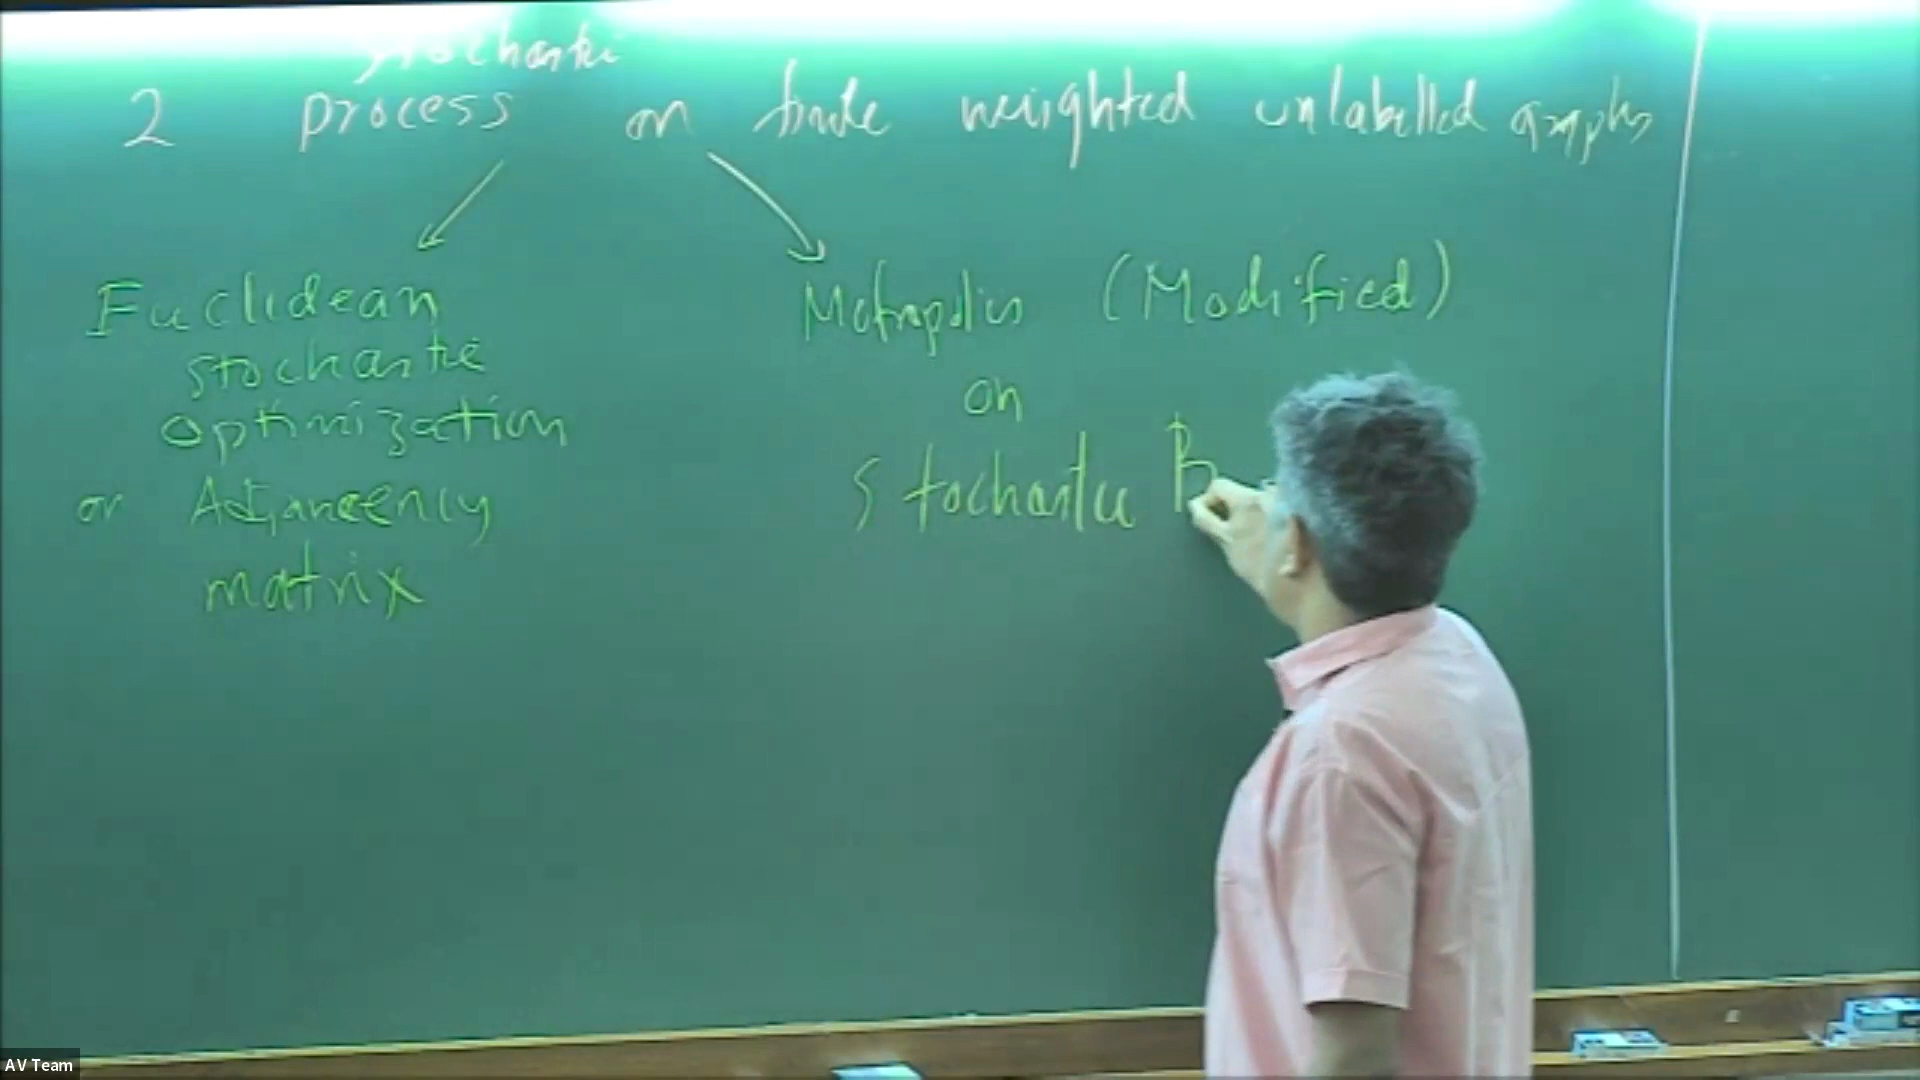 stochastic
2 process on finite weighted unlabelled graphs
Euclidean
stochastic
optimization
or Adjancency
matrix
Metropolis (Modified)
on
stochastic B
AV Team